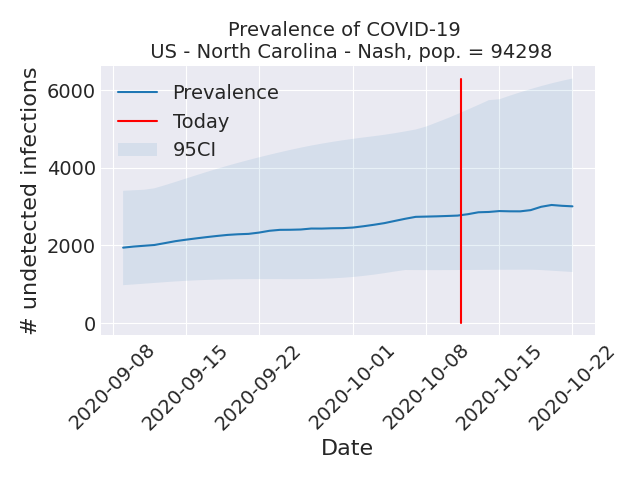 Prevalence of COVID-19
US - North Carolina - Nash, pop. = 94298
# undetected infections
6000
4000
2000
0
Prevalence
Today
95CI
2020-09-08
2020-09-15
2020-09-22
2020-10-01
2020-10-08
2020-10-15
2020-10-22
Date